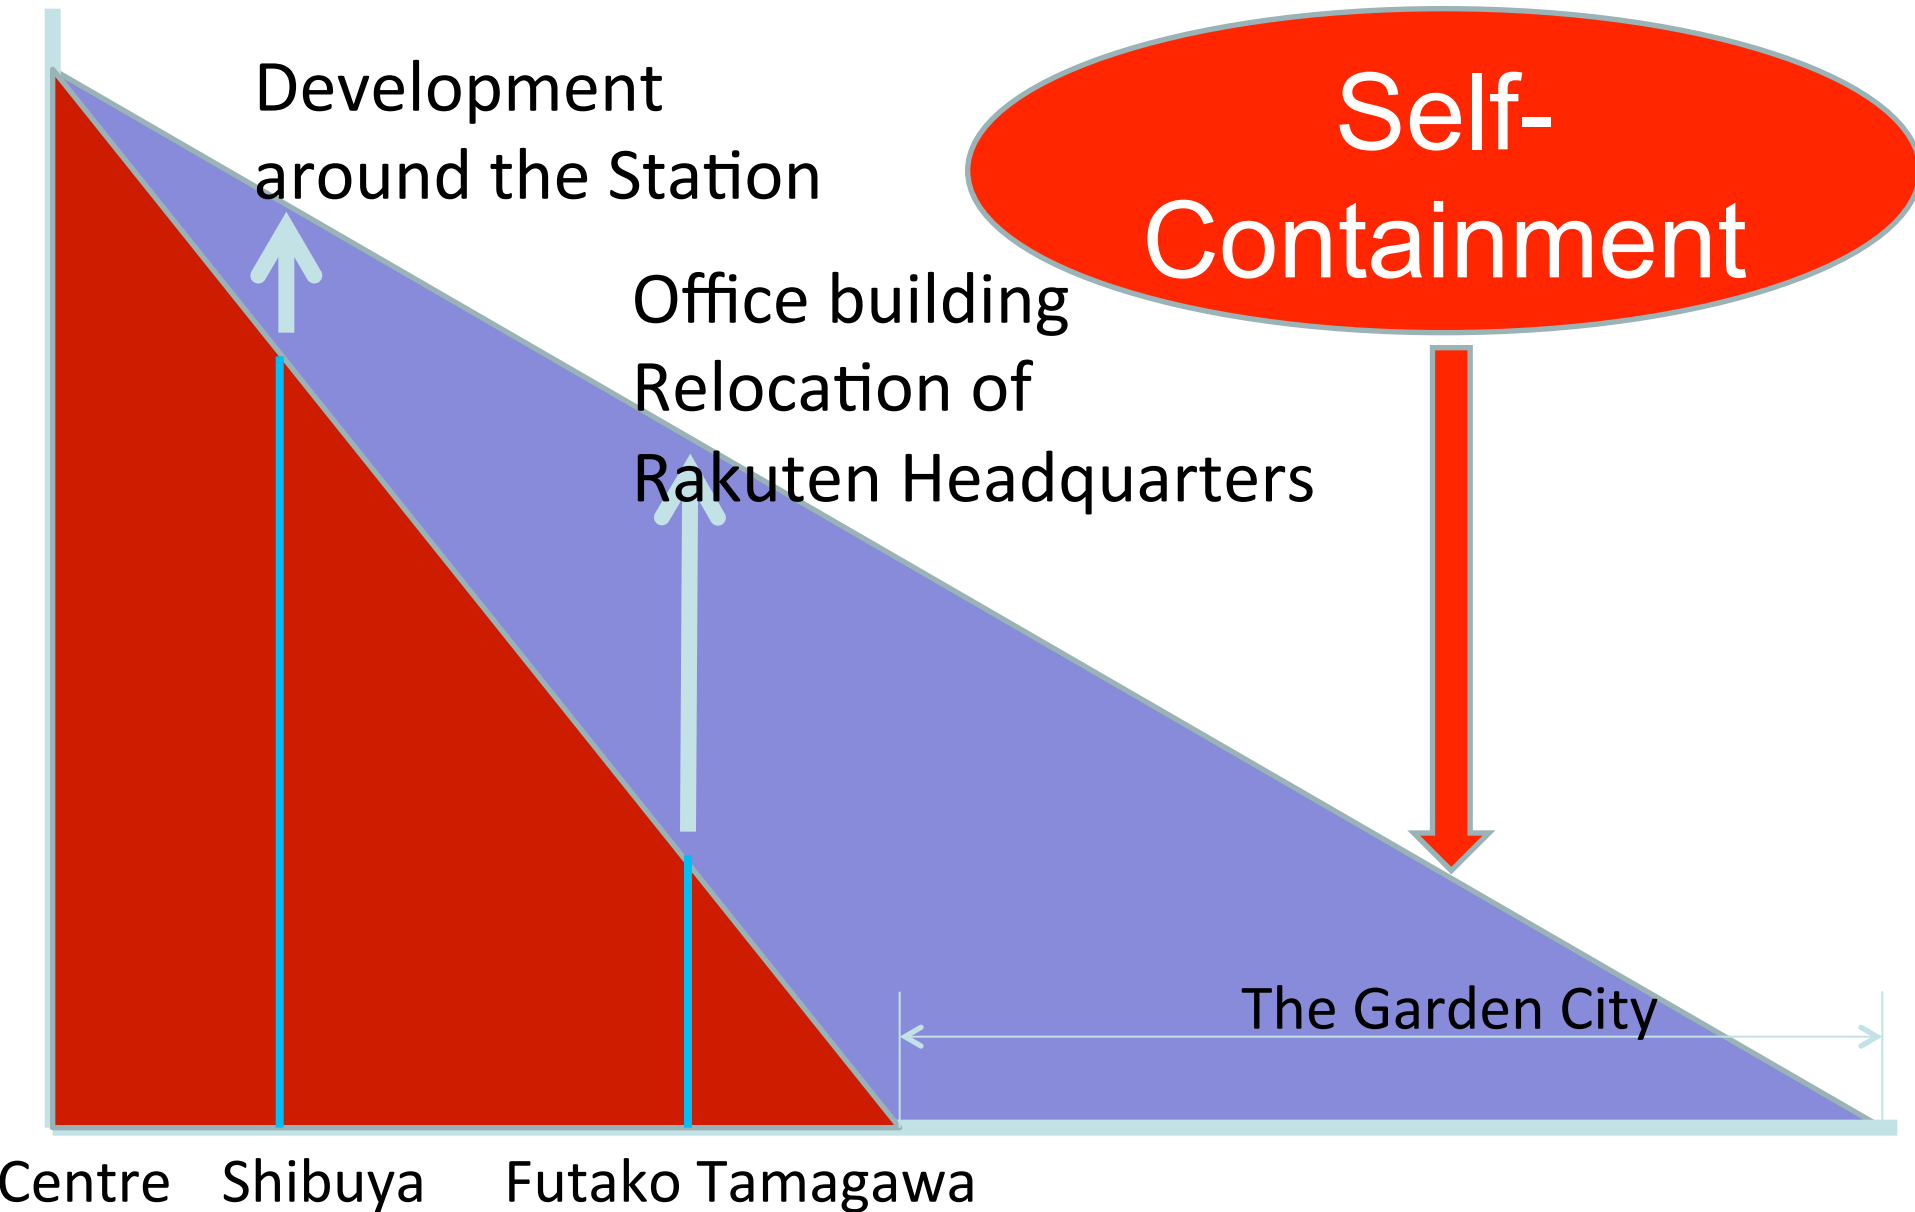 Development
around the Station
Self-
Containment
Office building
Relocation of
Rakuten Headquarters
The Garden City
Centre Shibuya Futako Tamagawa